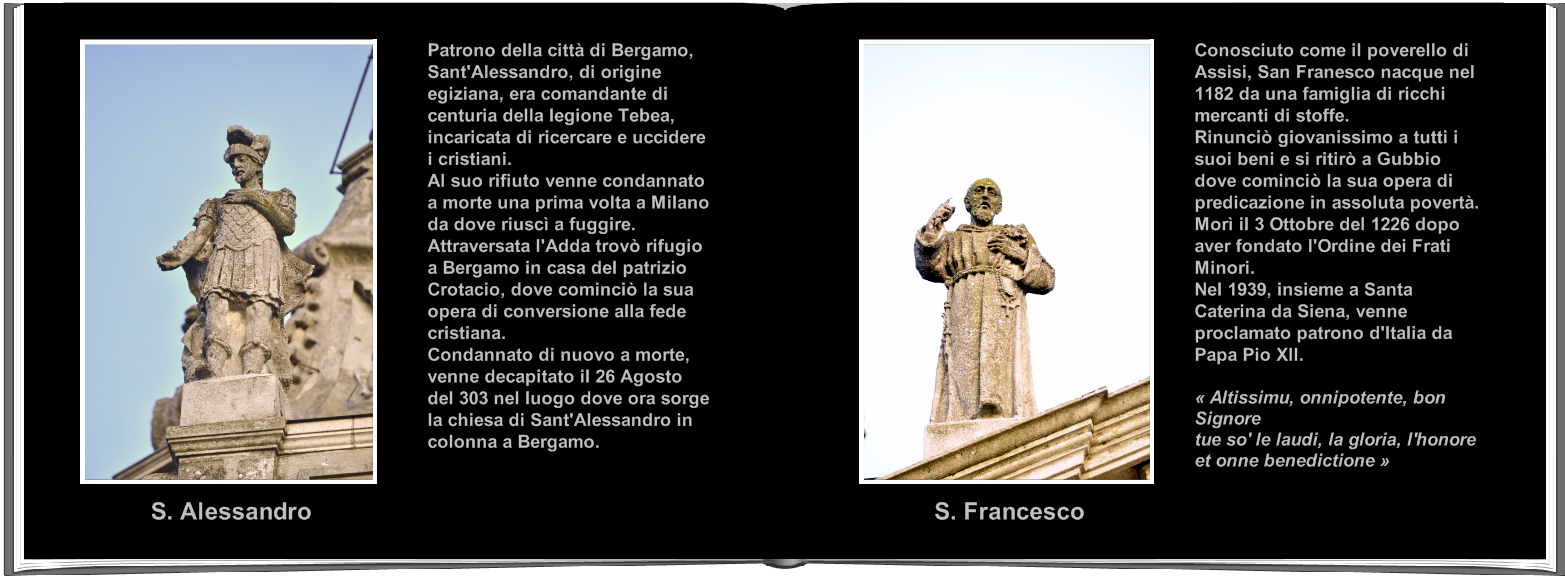 Patrono della città di Bergamo,
Sant'Alessandro, di origine
egiziana, era comandante di
centuria della legione Tebea,
incaricata di ricercare e uccidere
i cristiani.
Al suo rifiuto venne condannato
a morte una prima volta a Milano
da dove riuscì a fuggire.
Attraversata l'Adda trovò rifugio
a Bergamo in casa del patrizio
Crotacio, dove cominciò la sua
opera di conversione alla fede
cristiana.
Condannato di nuovo a morte,
venne decapitato il 26 Agosto
del 303 nel luogo dove ora sorge
la chiesa di Sant'Alessandro in
colonna a Bergamo.
S. Alessandro
Conosciuto come il poverello di
Assisi, San Franesco nacque nel
1182 da una famiglia di ricchi
mercanti di stoffe.
Rinunciò giovanissimo a tutti i
suoi beni e si ritirò a Gubbio
dove cominciò la sua opera di
predicazione in assoluta povertà.
Morì il 3 Ottobre del 1226 dopo
aver fondato l'Ordine dei Frati
Minori.
Nel 1939, insieme a Santa
Caterina da Siena, venne
proclamato patrono d'Italia da
Papa Pio XII.
« Altissimu, onnipotente, bon
Signore
tue so' le laudi, la gloria, l'honore
et onne benedictione »
S. Francesco